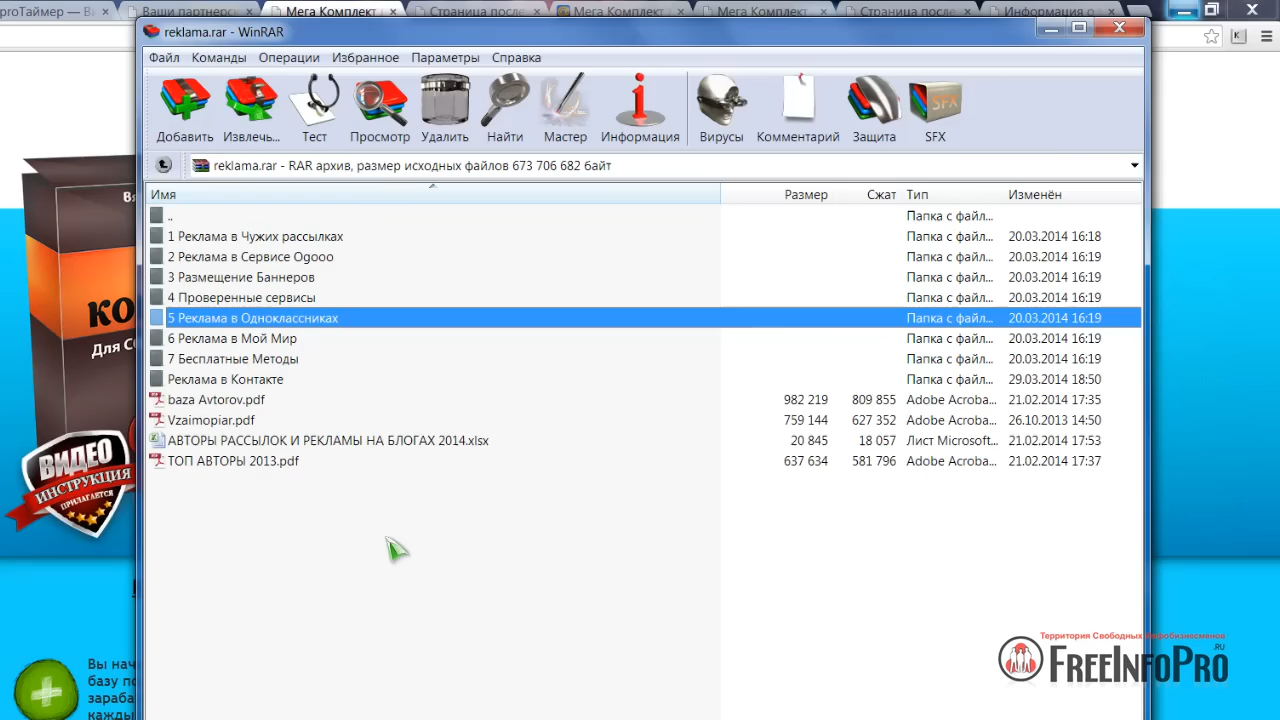 proТаймер — В
Ваши партнерс
Мега Комплект
Страница после
Мега Комплект
Мега Комплект
Страница после
Информация о
reklama.rar - WinRAR
Файл Команды Операции Избранное Параметры Справка
Добавить Извлечь... Тест Просмотр Удалить Найти Мастер Информация Вирусы Комментарий Защита SFX
reklama.rar - RAR архив, размер исходных файлов 673 706 682 байт
Имя Размер Сжат Тип Изменён
.. Папка с файл...
1 Реклама в Чужих рассылках Папка с файл... 20.03.2014 16:18
2 Реклама в Сервисе Ogooo Папка с файл... 20.03.2014 16:19
3 Размещение Баннеров Папка с файл... 20.03.2014 16:19
4 Проверенные сервисы Папка с файл... 20.03.2014 16:19
5 Реклама в Одноклассниках Папка с файл... 20.03.2014 16:19
6 Реклама в Мой Мир Папка с файл... 20.03.2014 16:19
7 Бесплатные Методы Папка с файл... 20.03.2014 16:19
Реклама в Контакте Папка с файл... 29.03.2014 18:50
baza Avtorov.pdf 982 219 809 855 Adobe Acroba... 21.02.2014 17:35
Vzaimopiar.pdf 759 144 627 352 Adobe Acroba... 26.10.2013 14:50
АВТОРЫ РАССЫЛОК И РЕКЛАМЫ НА БЛОГАХ 2014.xlsx 20 845 18 057 Лист Microsoft... 21.02.2014 17:53
ТОП АВТОРЫ 2013.pdf 637 634 581 796 Adobe Acroba... 21.02.2014 17:37
Вя
КО
Для СО
ВИДЕО
ИНСТРУКЦИЯ
ПРИЛАГАЕТСЯ
Вы нач
базу по
зараба
кажды
Территория Свободных Инфобизнесменов
FREEINFOPRO
.RU